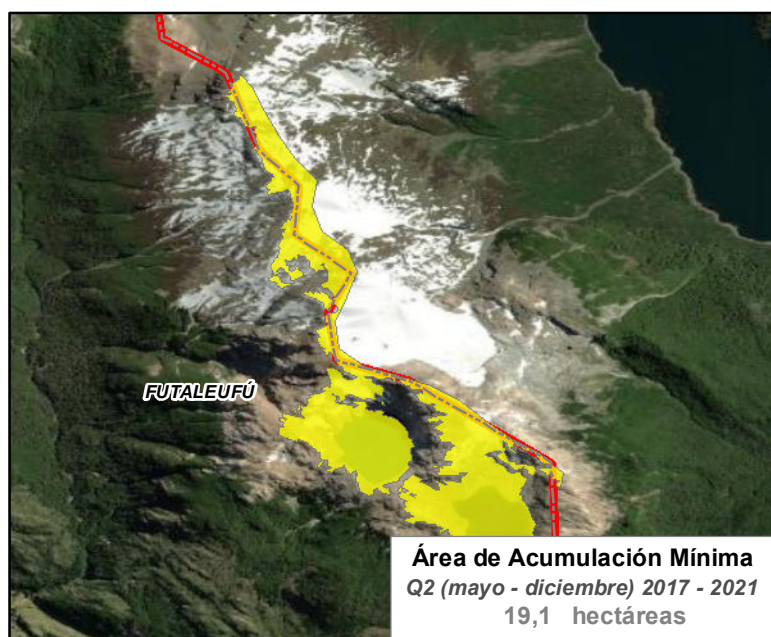 FUTALEUFÚ
Área de Acumulación Mínima
Q2 (mayo - diciembre) 2017 - 2021
19,1 hectáreas